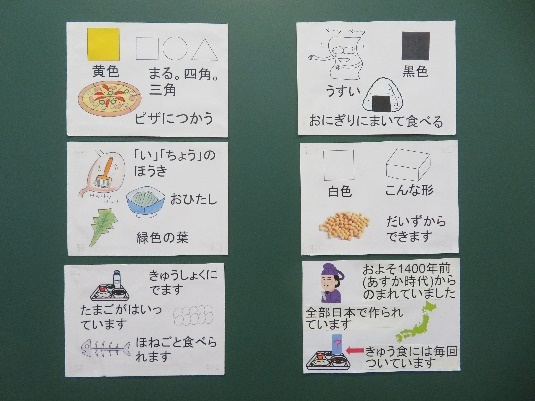 黄色
まる。四角。
三角
ピザにつかう
うすい
黒色
おにぎりにまいて食べる
「い」「ちょう」の
ほうき
おひたし
緑色の葉
白色
こんな形
だいずから
できます
きゅうしょくに
でます
たまごがはいっ
ています
ほねごと食べら
れます
およそ1400年前
(あすか時代)から
のまれていました
全部日本で作られ
ています
きゅう食には毎回
ついています